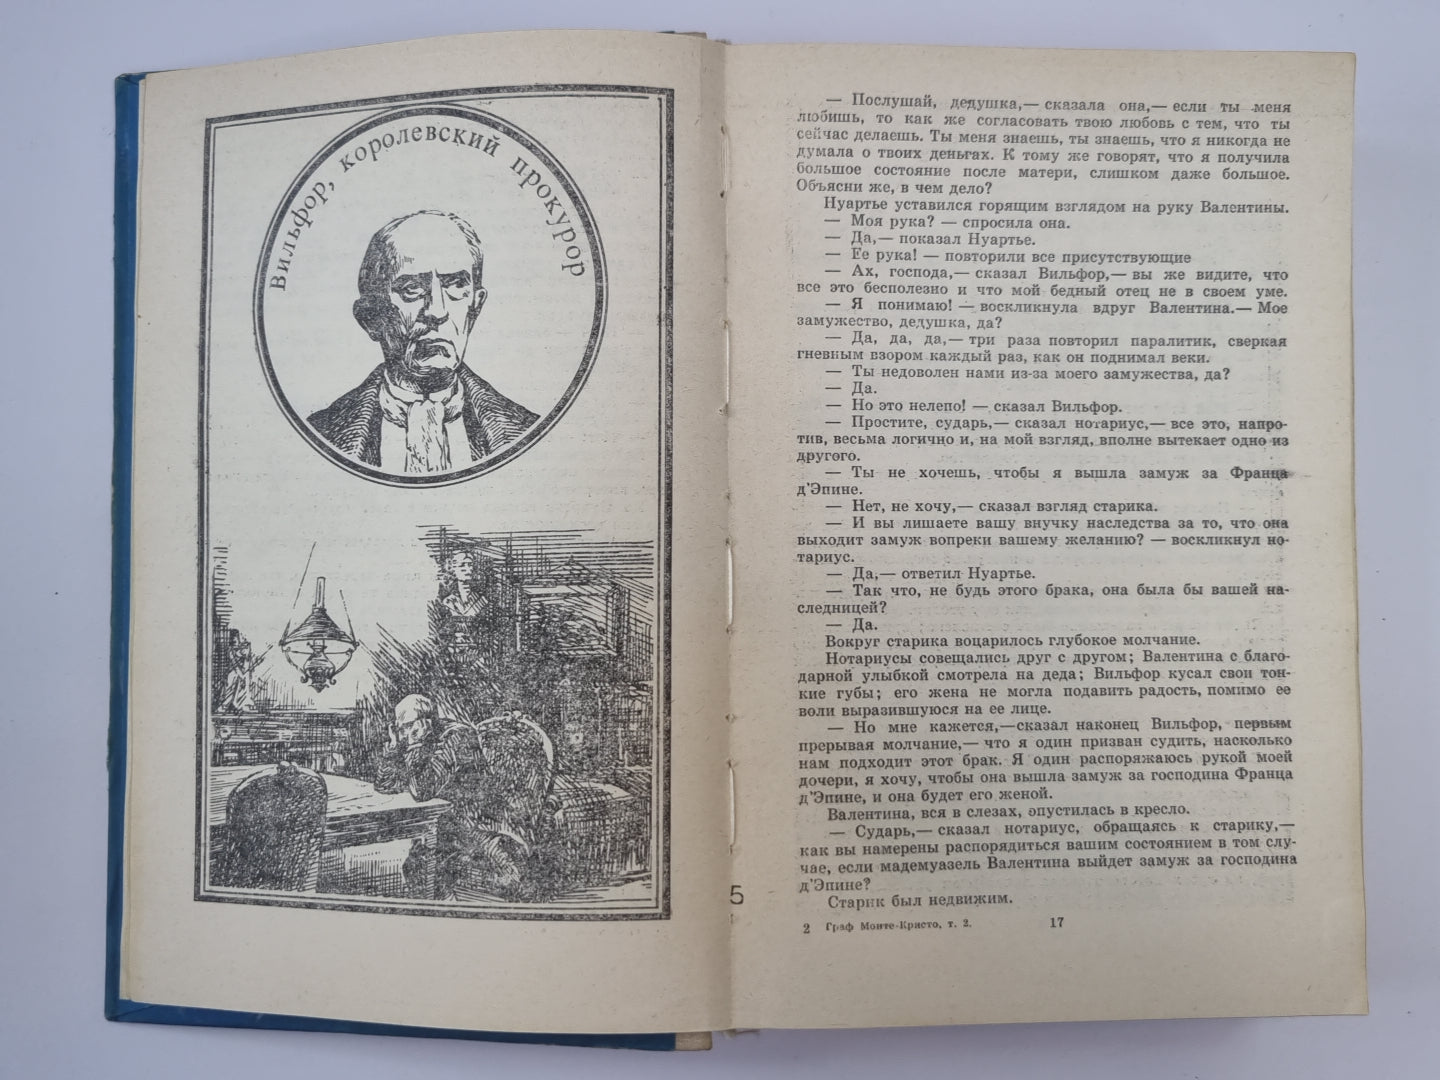 Вильфор, королевский прокурор
— Послушай, дедушка,— сказала она,— если ты меня
любишь, то как же согласовать твою любовь с тем, что ты
сейчас делаешь. Ты меня знаешь, ты знаешь, что я никогда не
думала о твоих деньгах. К тому же говорят, что я получила
большое состояние после матери, слишком даже большое.
Объясни же, в чем дело?
Нуартье уставился горящим взглядом на руку Валентины.
— Моя рука? — спросила она.
— Да,— показал Нуартье.
— Ее рука! — повторили все присутствующие
— Ах, господа,— сказал Вильфор,— вы же видите, что
все это бесполезно и что мой бедный отец не в своем уме.
— Я понимаю! — воскликнула вдруг Валентина.— Мое
замужество, дедушка, да?
— Да, да, да,— три раза повторил паралитик, сверкая
гневным взором каждый раз, как он поднимал веки.
— Ты недоволен нами из-за моего замужества, да?
— Да.
— Но это нелепо! — сказал Вильфор.
— Простите, сударь,— сказал нотариус,— все это, напро-
тив, весьма логично и, на мой взгляд, вполне вытекает одно из
другого.
— Ты не хочешь, чтобы я вышла замуж за Франца
д'Эпине.
— Нет, не хочу,— сказал взгляд старика.
— И вы лишаете вашу внучку наследства за то, что она
выходит замуж вопреки вашему желанию? — воскликнул но-
тариус.
— Да,— ответил Нуартье.
— Так что, не будь этого брака, она была бы вашей на-
следницей?
— Да.
Вокруг старика воцарилось глубокое молчание.
Нотариусы совещались друг с другом; Валентина с благо-
дарной улыбкой смотрела на деда; Вильфор кусал свои тон-
кие губы; его жена не могла подавить радость, помимо ее
воли выразившуюся на ее лице.
— Но мне кажется,—сказал наконец Вильфор, первым
прерывая молчание,— что я один призван судить, насколько
нам подходит этот брак. Я один распоряжаюсь рукой моей
дочери, я хочу, чтобы она вышла замуж за господина Франца
д'Эпине, и она будет его женой.
Валентина, вся в слезах, опустилась в кресло.
— Сударь,— сказал нотариус, обращаясь к старику,—
как вы намерены распорядиться вашим состоянием в том слу-
чае, если мадемуазель Валентина выйдет замуж за господина
д'Эпине?
Старик был недвижим.
2 Граф Монте-Кристо, т. 2. 17
5